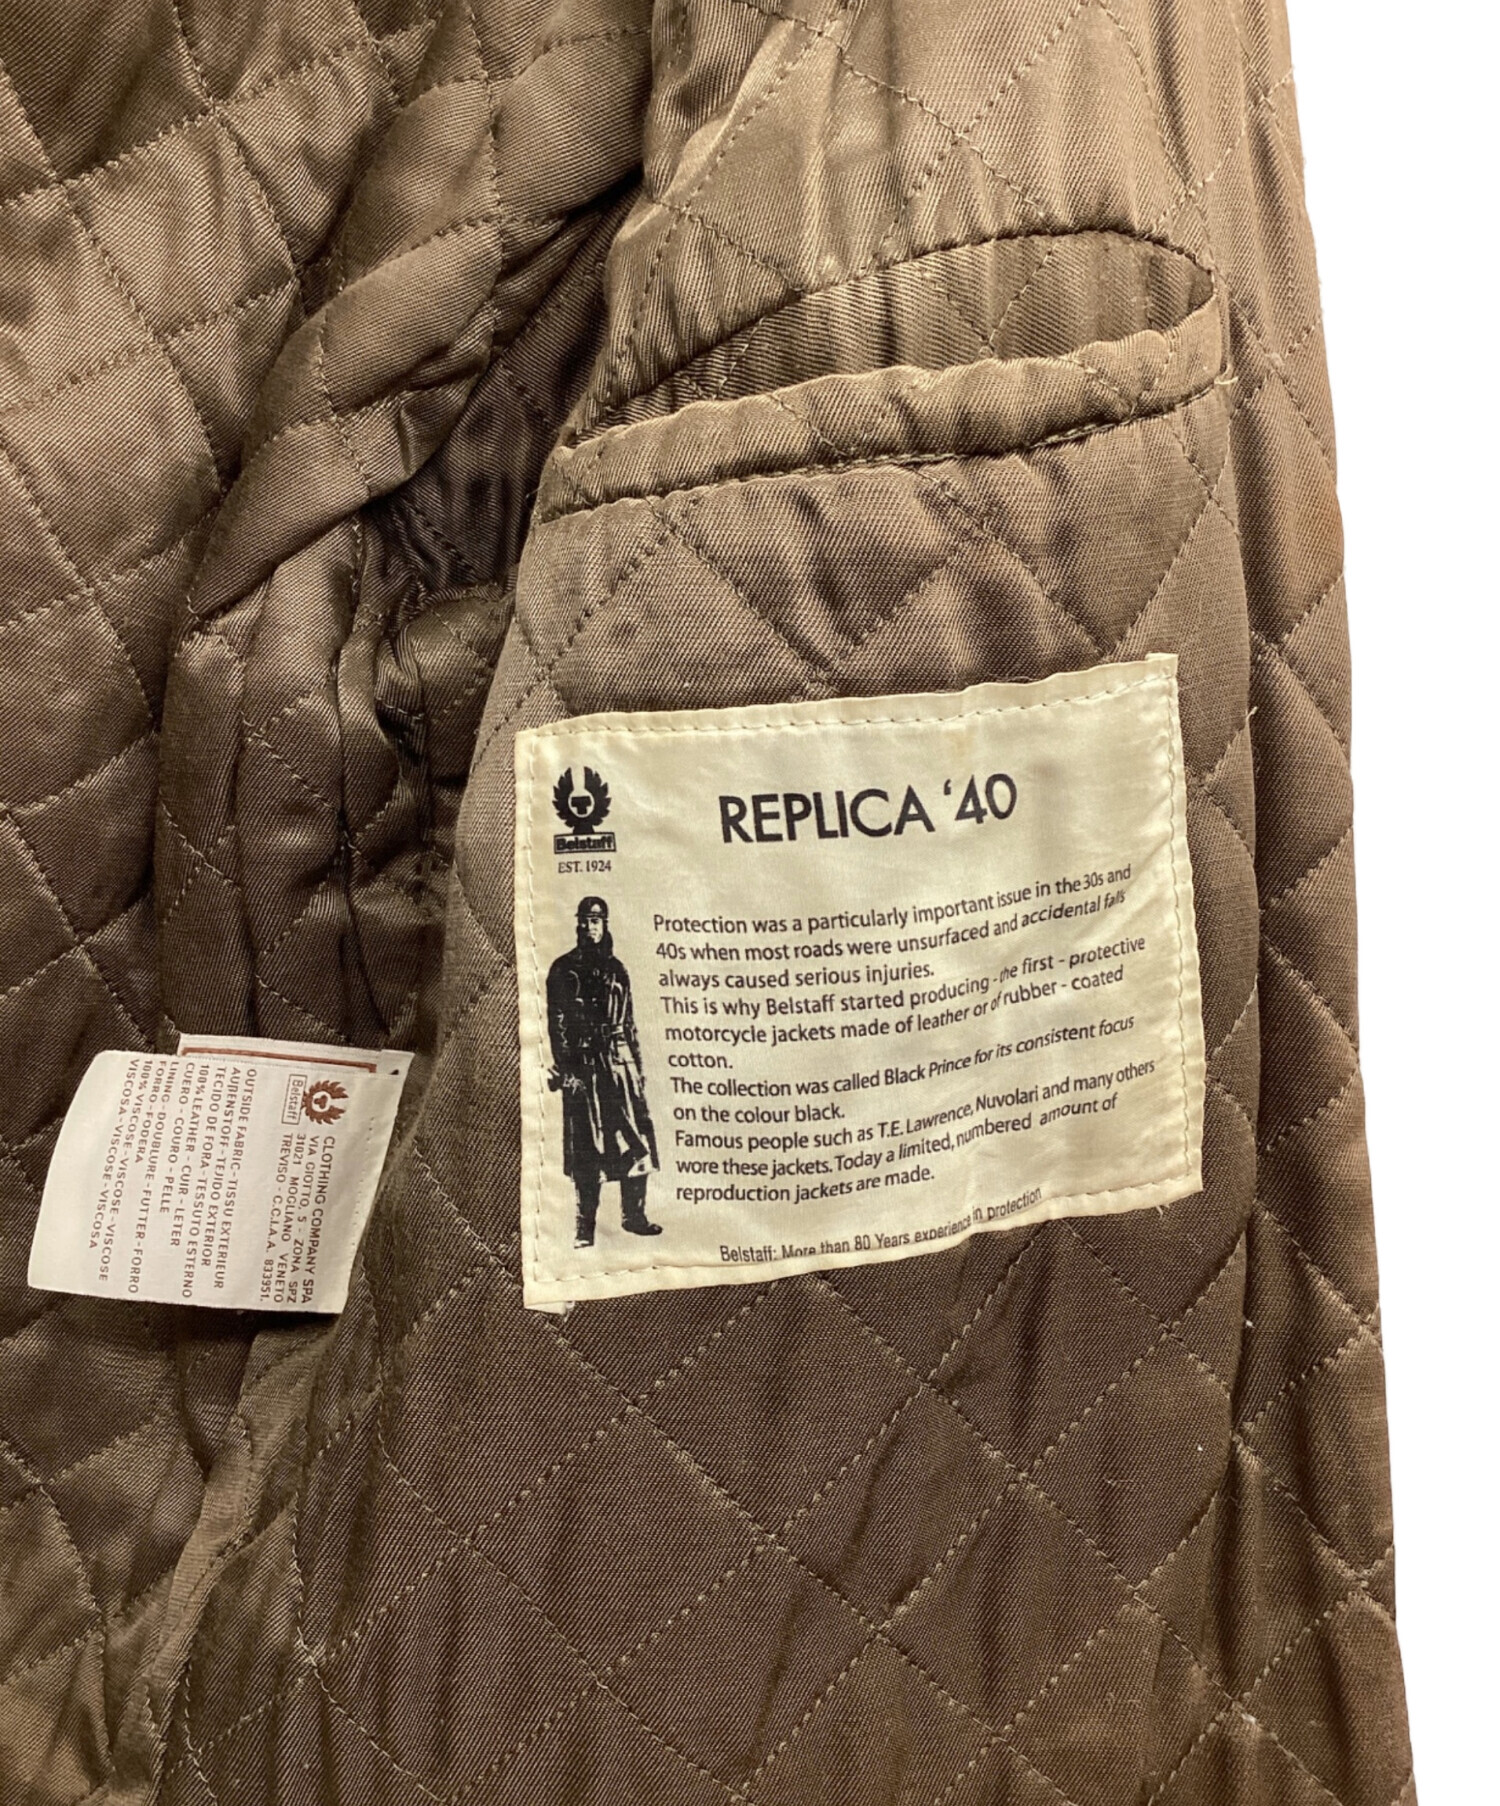 Belstaff
EST. 1924
REPLICA ‘40
Protection was a particularly important issue in the 30s and
40s when most roads were unsurfaced and accidental falls
always caused serious injuries.
This is why Belstaff started producing - the first - protective
motorcycle jackets made of leather or of rubber - coated
cotton.
The collection was called Black Prince for its consistent focus
on the colour black.
Famous people such as T.E. Lawrence, Nuvolari and many others
wore these jackets. Today a limited, numbered amount of
reproduction jackets are made.
Belstaff: More than 80 Years experience in protection
Belstaff
CLOTHING COMPANY SPA
VIA GIOTTO, 5 - ZONA SPZ
31021 MOGLIANO VENETO
TREVISO - C.C.I.A.A. 833951.
OUTSIDE FABRIC-TISSU EXTERIEUR
AUßENSTOFF-TEJIDO EXTERIOR
TECIDO DE FORA-TESSUTO ESTERNO
100% LEATHER - CUIR - LETER
CUERO - COURO - PELLE
LINING-DOUBLURE-FUTTER-FORRO
FORRO-FODERA
100% VISCOSE-VISCOSE-VISCOSE
VISCOSA-VISCOSE-VISCOSA